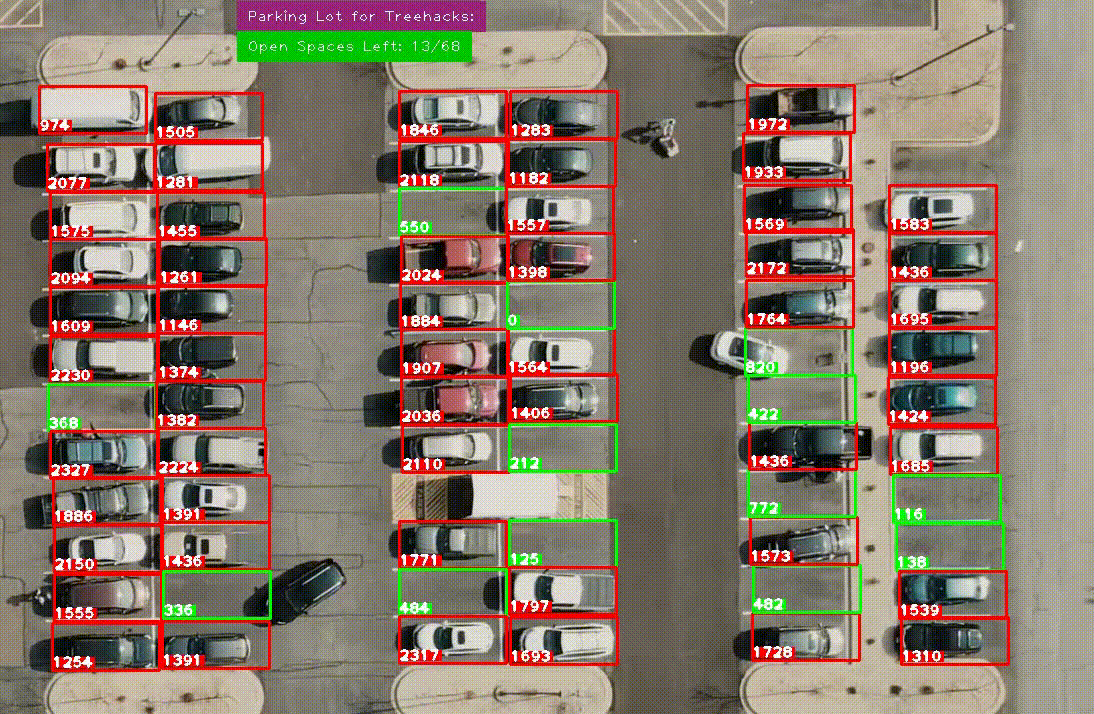 Parking Lot for Treehacks:
Open Spaces Left: 13/68
974 1505 1846 1283 1972
2077 1281 2118 1182 1933
1575 1455 550 1557 1569 1583
2094 1261 2024 1398 2172 1436
1609 1146 1884 0 1764 1695
2230 1374 1907 1564 820 1196
368 1382 2036 1406 422 1424
2327 2224 2110 212 1436 1685
1886 1391 772 116
2150 1436 1771 125 1573 138
1555 336 484 1797 482 1539
1254 1391 2317 1693 1728 1310